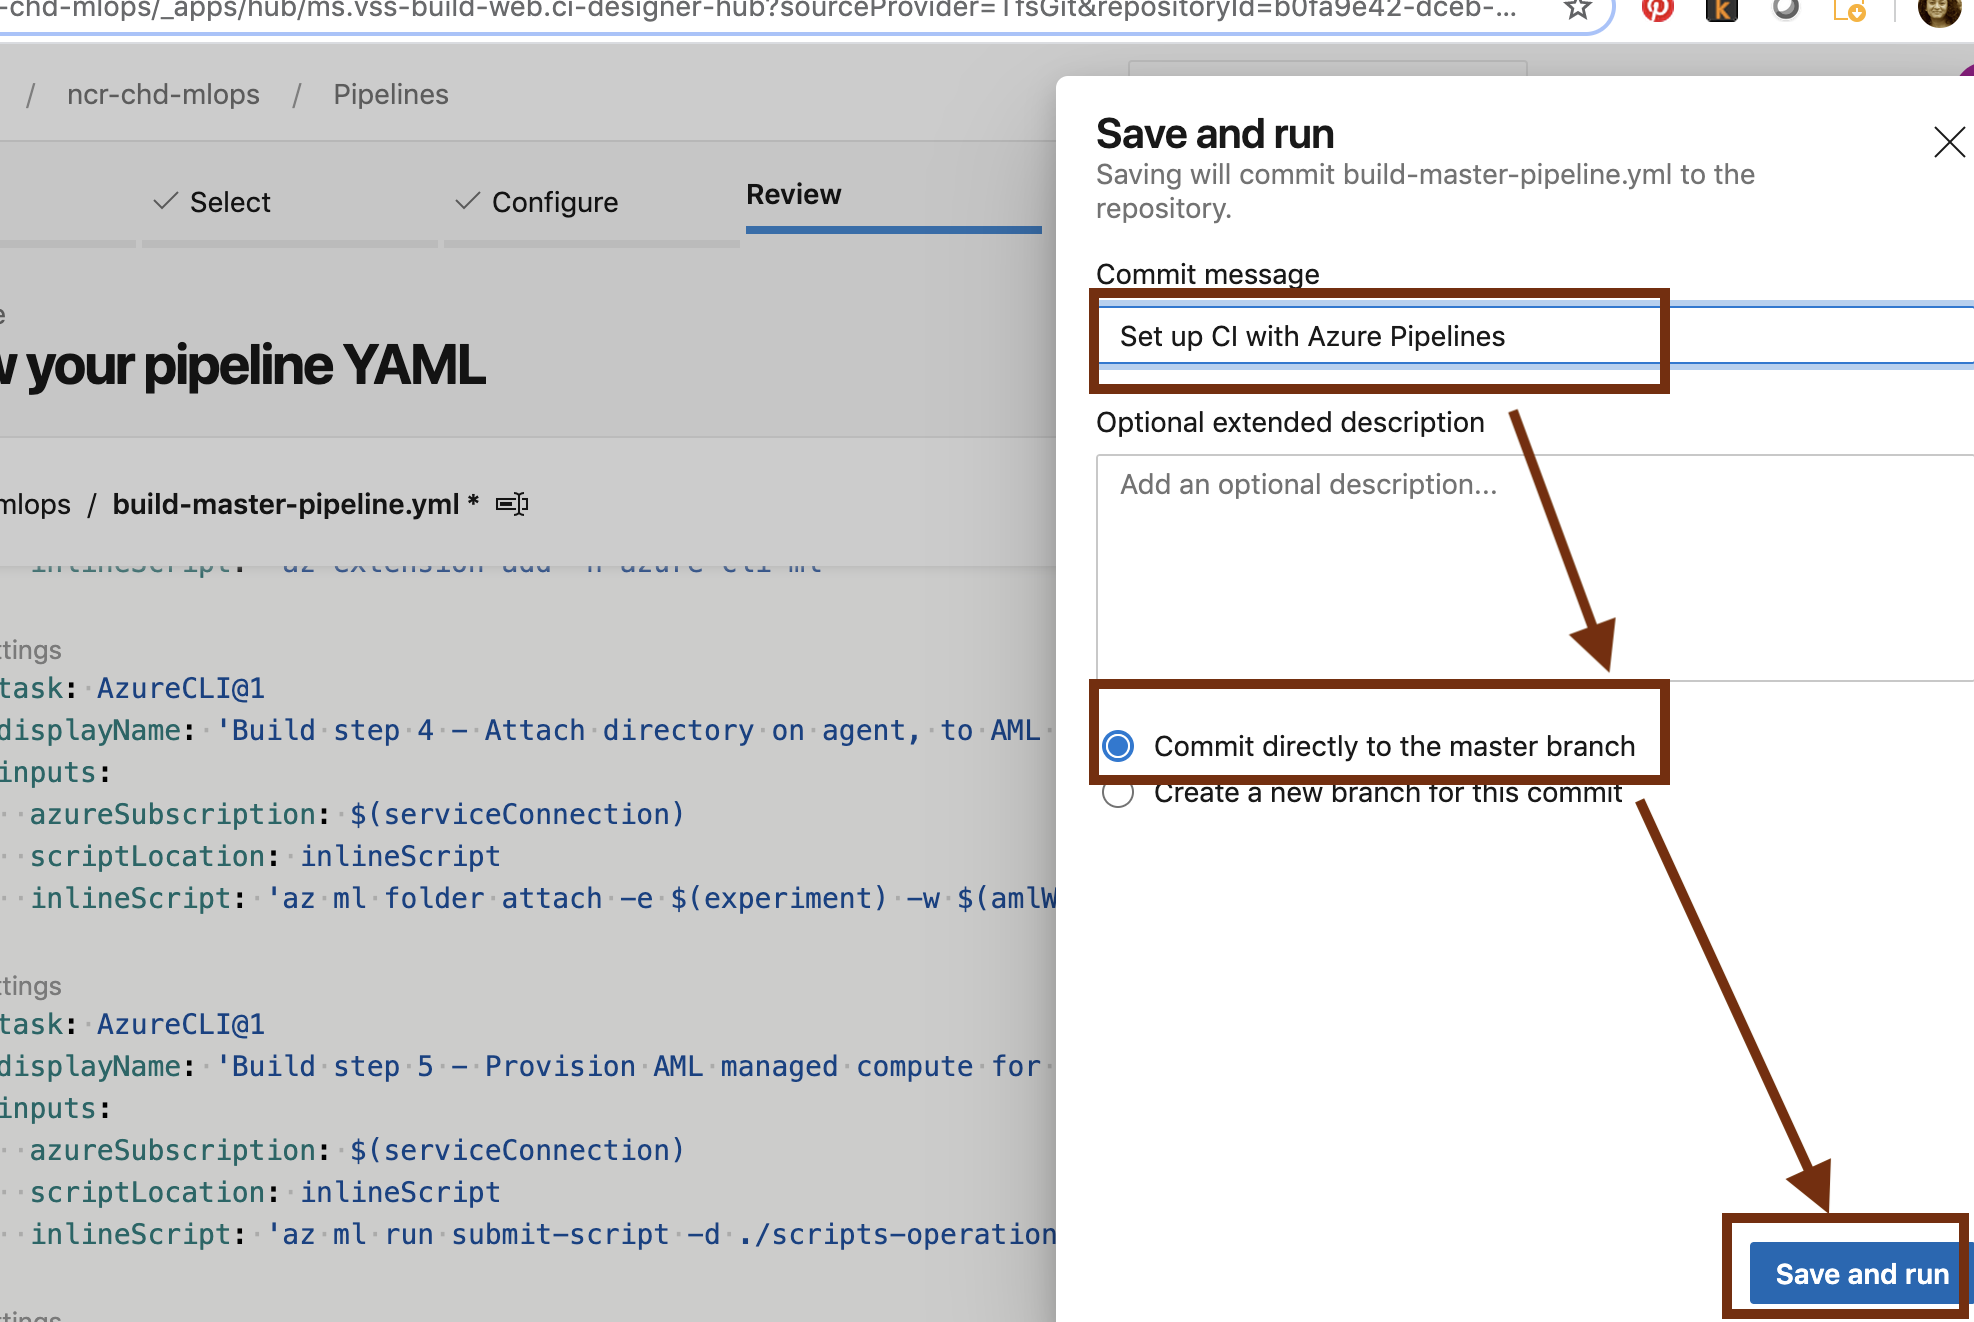 -chd-mlops/_apps/hub/ms.vss-build-web.ci-designer-hub?sourceProvider=TfsGit&repositoryId=b0fa9e42-dceb-...
/ ncr-chd-mlops / Pipelines
Select
Configure
Review
your pipeline YAML
mlops / build-master-pipeline.yml *
inlineScript: 'az extension add -n azure-cli-ml'
ttings
task: AzureCLI@1
displayName: 'Build step 4 - Attach directory on agent, to AML
inputs:
azureSubscription: $(serviceConnection)
scriptLocation: inlineScript
inlineScript: 'az ml folder attach -e $(experiment) -w $(amlW
ttings
task: AzureCLI@1
displayName: 'Build step 5 - Provision AML managed compute for
inputs:
azureSubscription: $(serviceConnection)
scriptLocation: inlineScript
inlineScript: 'az ml run submit-script -d ./scripts-operation
ttings
Save and run
Saving will commit build-master-pipeline.yml to the
repository.
Commit message
Set up CI with Azure Pipelines
Optional extended description
Add an optional description...
Commit directly to the master branch
Create a new branch for this commit
Save and run